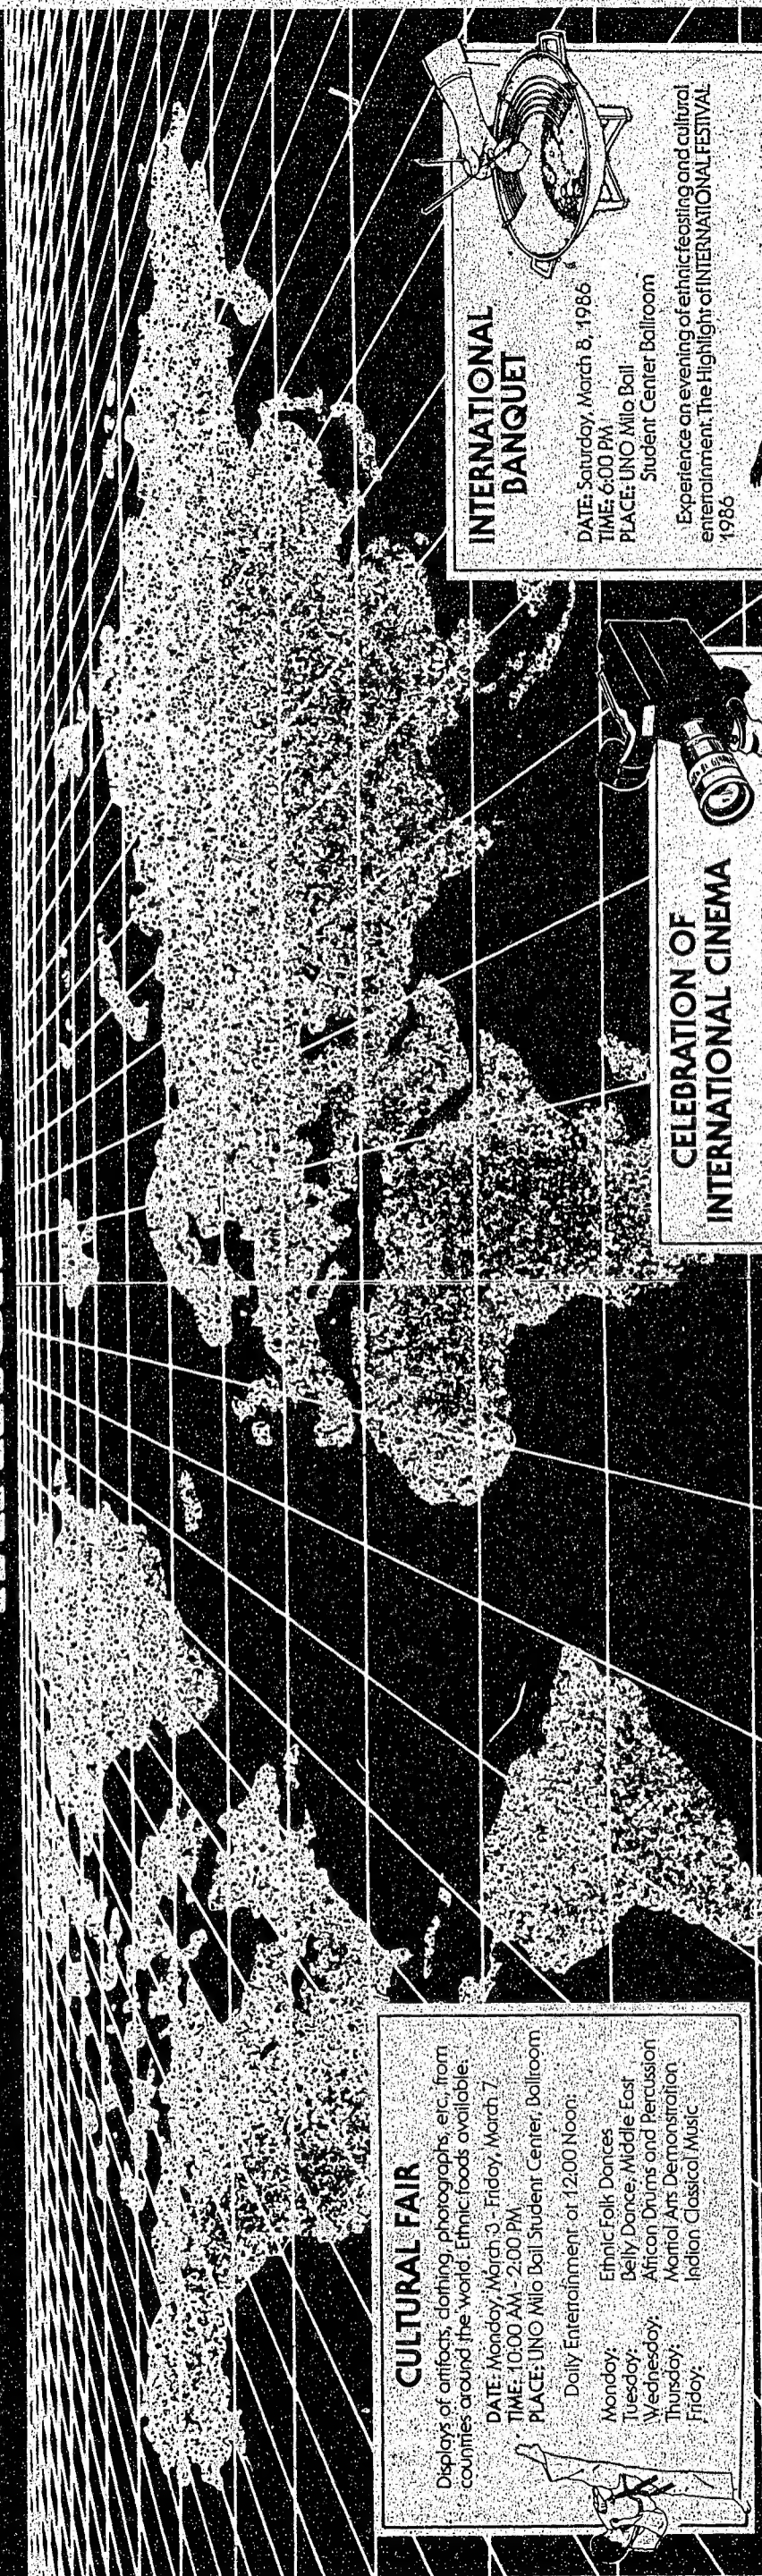 CULTURAL FAIR
Displays of artifacts, clothing, photographs, etc., from
countries around the world. Ethnic foods available.
DATE: Monday, March 3 - Friday, March 7
TIME: 10:00 AM - 2:00 PM
PLACE: UNO Milo Bail Student Center, Ballroom
Daily Entertainment at 12:00 Noon:
Monday: Ethnic Folk Dances
Tuesday: Belly Dance, Middle East
Wednesday: African Drums and Percussion
Thursday: Martial Arts Demonstration
Friday: Indian Classical Music
CELEBRATION OF
INTERNATIONAL CINEMA
INTERNATIONAL
BANQUET
DATE: Saturday, March 8, 1986
TIME: 6:00 PM
PLACE: UNO Milo Bail
Student Center Ballroom
Experience an evening of ethnic feasting and cultural
entertainment. The Highlight of INTERNATIONAL FESTIVAL
1986